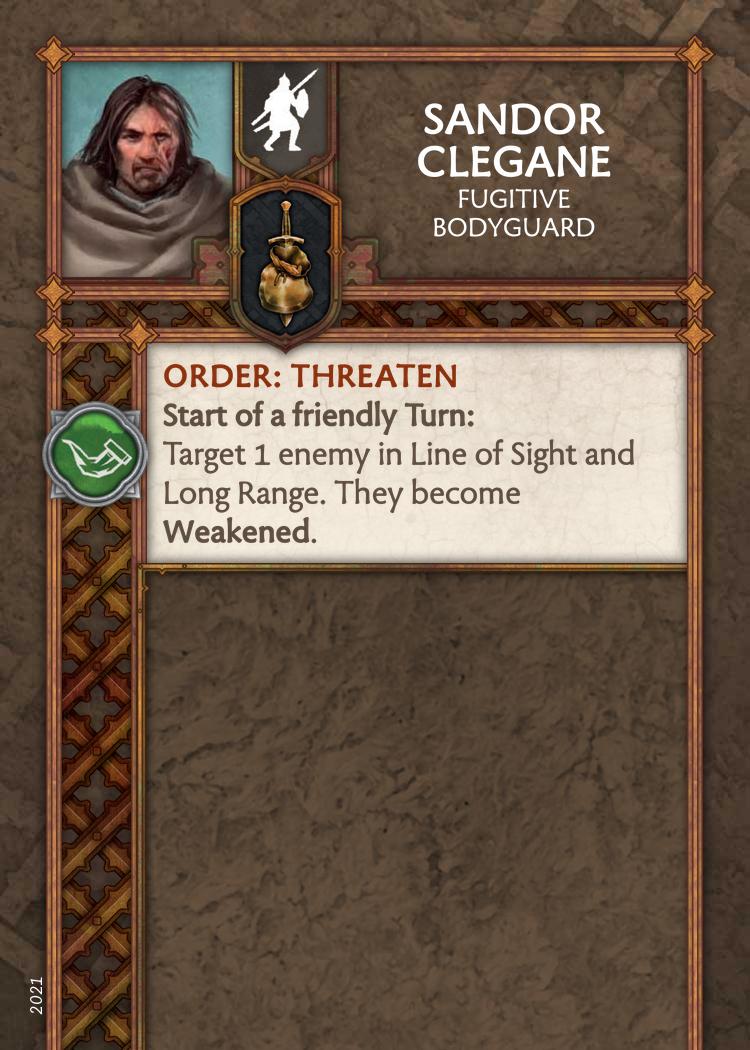 SANDOR
CLEGANE
FUGITIVE
BODYGUARD
ORDER: THREATEN
Start of a friendly Turn:
Target 1 enemy in Line of Sight and
Long Range. They become
Weakened.
2021